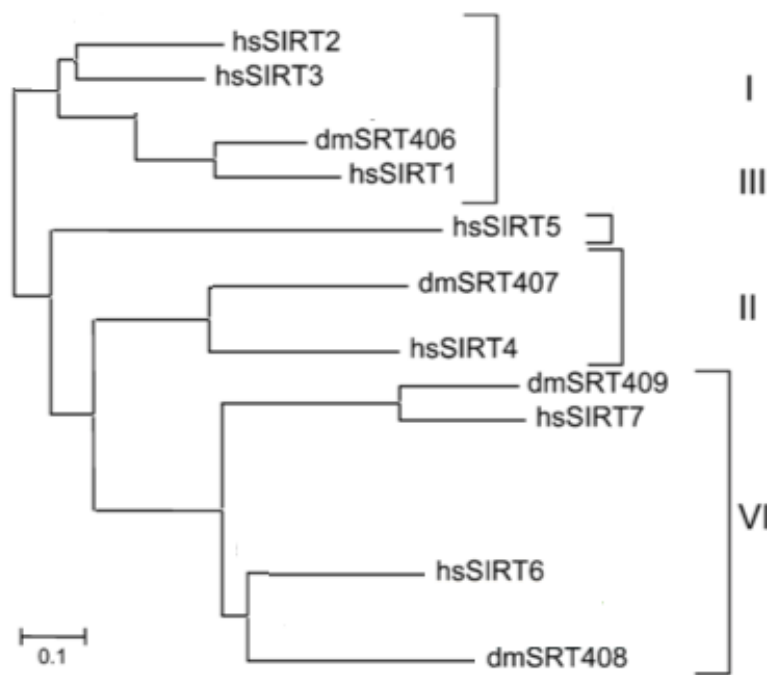 hsSIRT2
hsSIRT3
I
dmSRT406
hsSIRT1
III
hsSIRT5
dmSRT407
II
hsSIRT4
dmSRT409
hsSIRT7
VI
hsSIRT6
0.1
dmSRT408